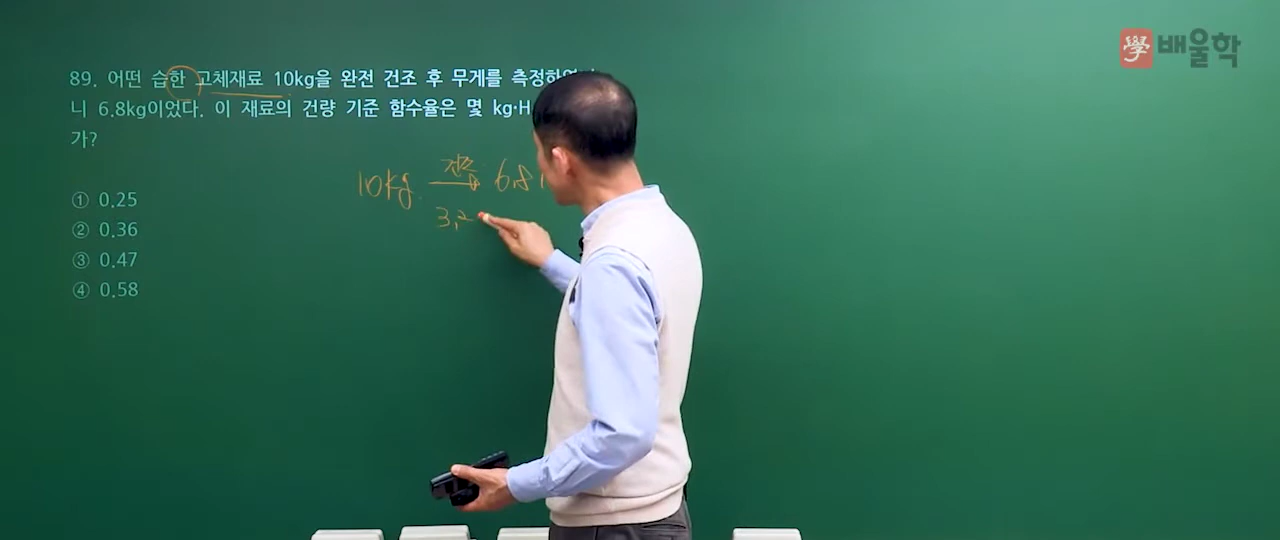 學 배울학
89. 어떤 습한 고체재료 10kg을 완전 건조 후 무게를 측정하
니 6.8kg이었다. 이 재료의 건량 기준 함수율은 몇 kg·H
가?
① 0.25
② 0.36
③ 0.47
④ 0.58
10kg 건조 6.8
3.2